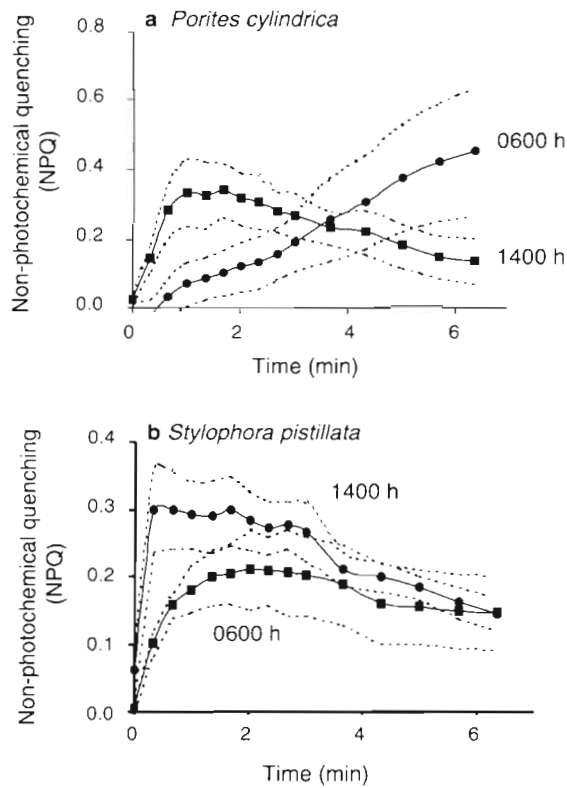 a Porites cylindrica
0.8
0.6
0.4
0.2
0.0
Non-photochemical quenching
(NPQ)
0600 h
1400 h
0
2
4
6
Time (min)
b Stylophora pistillata
0.4
0.3
0.2
0.1
0.0
Non-photochemical quenching
(NPQ)
1400 h
0600 h
0
2
4
6
Time (min)